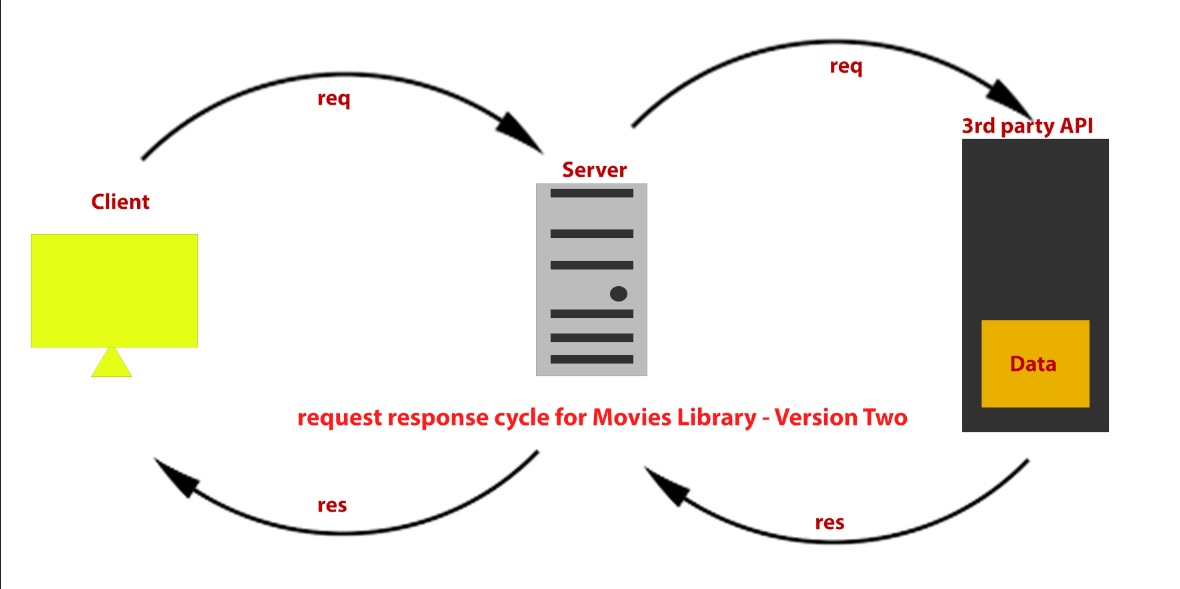 req
req
3rd party API
Server
Client
Data
request response cycle for Movies Library - Version Two
res
res